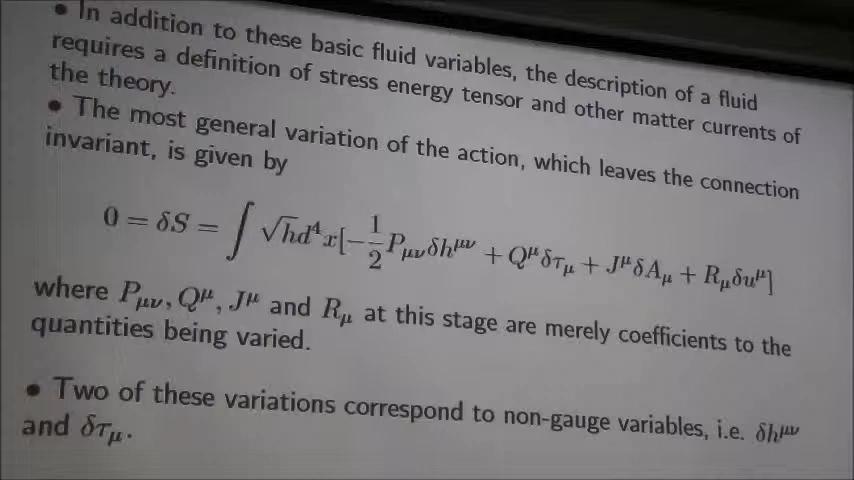 • In addition to these basic fluid variables, the description of a fluid
requires a definition of stress energy tensor and other matter currents of
the theory.
• The most general variation of the action, which leaves the connection
invariant, is given by
0 = δS = ∫ √h d⁴x[−1/2 P_μν δh^μν + Q^μ δτ_μ + J^μ δA_μ + R_μ δu^μ]
where P_μν, Q^μ, J^μ and R_μ at this stage are merely coefficients to the
quantities being varied.
• Two of these variations correspond to non-gauge variables, i.e. δh^μν
and δτ_μ.